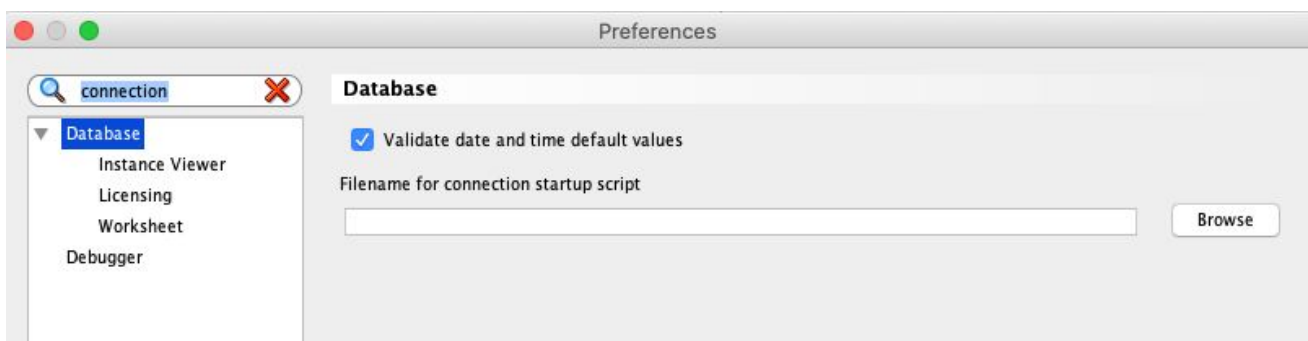 Preferences
connection
Database
Instance Viewer
Licensing
Worksheet
Debugger
Database
Validate date and time default values
Filename for connection startup script
Browse